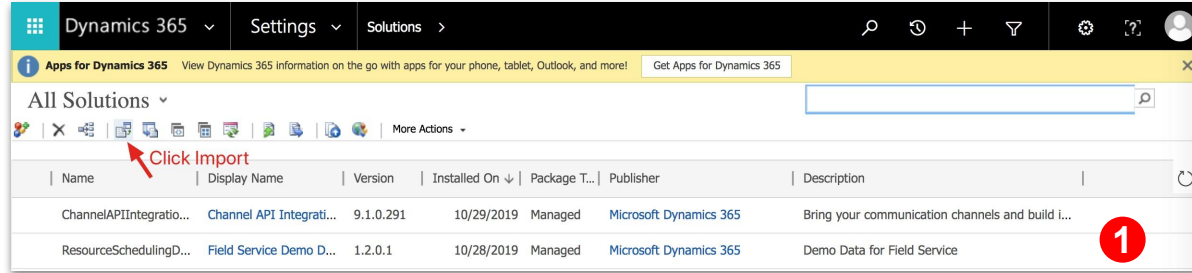 Dynamics 365 Settings Solutions >
i Apps for Dynamics 365 View Dynamics 365 information on the go with apps for your phone, tablet, Outlook, and more! Get Apps for Dynamics 365
All Solutions
More Actions
Click Import
Name Display Name Version Installed On ↓ Package T... Publisher Description
ChannelAPIIntegratio... Channel API Integrati... 9.1.0.291 10/29/2019 Managed Microsoft Dynamics 365 Bring your communication channels and build i...
ResourceSchedulingD... Field Service Demo D... 1.2.0.1 10/28/2019 Managed Microsoft Dynamics 365 Demo Data for Field Service
1